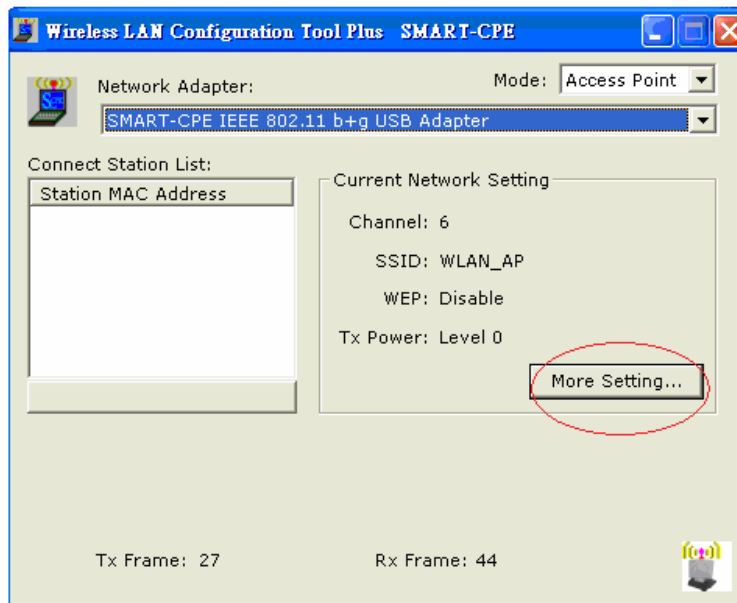 Wireless LAN Configuration Tool Plus SMART-CPE
Mode: Access Point
Network Adapter:
SMART-CPE IEEE 802.11 b+g USB Adapter
Connect Station List:
Station MAC Address
Current Network Setting
Channel: 6
SSID: WLAN_AP
WEP: Disable
Tx Power: Level 0
More Setting...
Tx Frame: 27
Rx Frame: 44